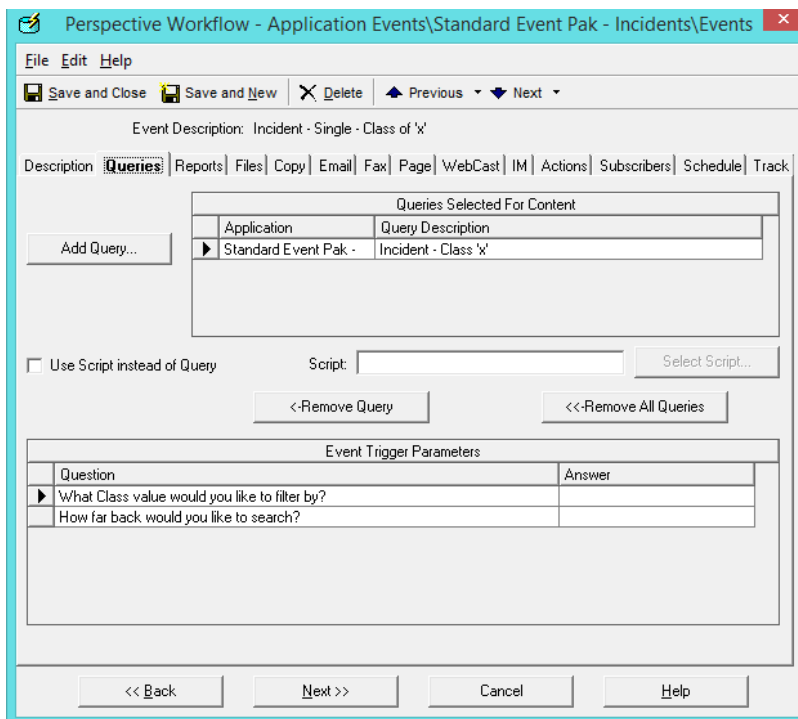 Perspective Workflow - Application Events\Standard Event Pak - Incidents\Events
File Edit Help
Save and Close Save and New Delete Previous Next
Event Description: Incident - Single - Class of 'x'
Description Queries Reports Files Copy Email Fax Page WebCast IM Actions Subscribers Schedule Track
Queries Selected For Content
Application Query Description
Add Query... Standard Event Pak - Incident - Class 'x'
Use Script instead of Query Script: Select Script...
<-Remove Query <<-Remove All Queries
Event Trigger Parameters
Question Answer
What Class value would you like to filter by?
How far back would you like to search?
<< Back Next >> Cancel Help